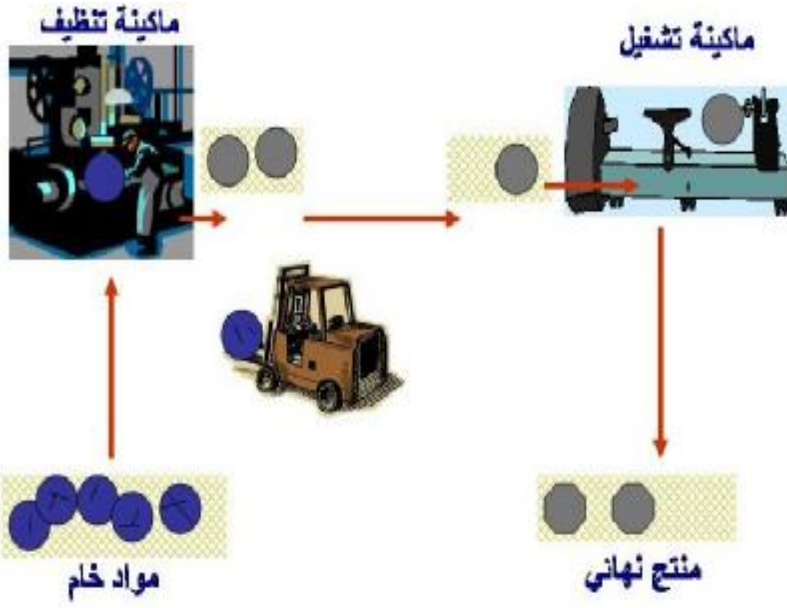 ماكينة تشغيل
ماكينة تنظيف
مواد خام
منتج نهائي